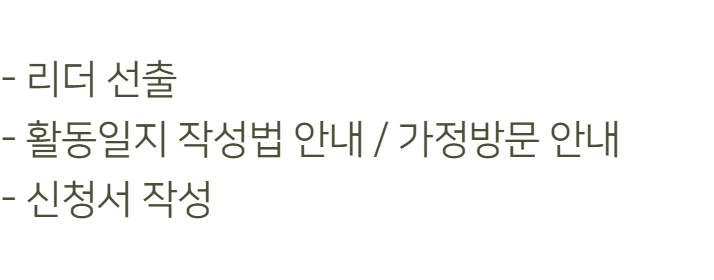 - 리더 선출
- 활동일지 작성법 안내 / 가정방문 안내
- 신청서 작성